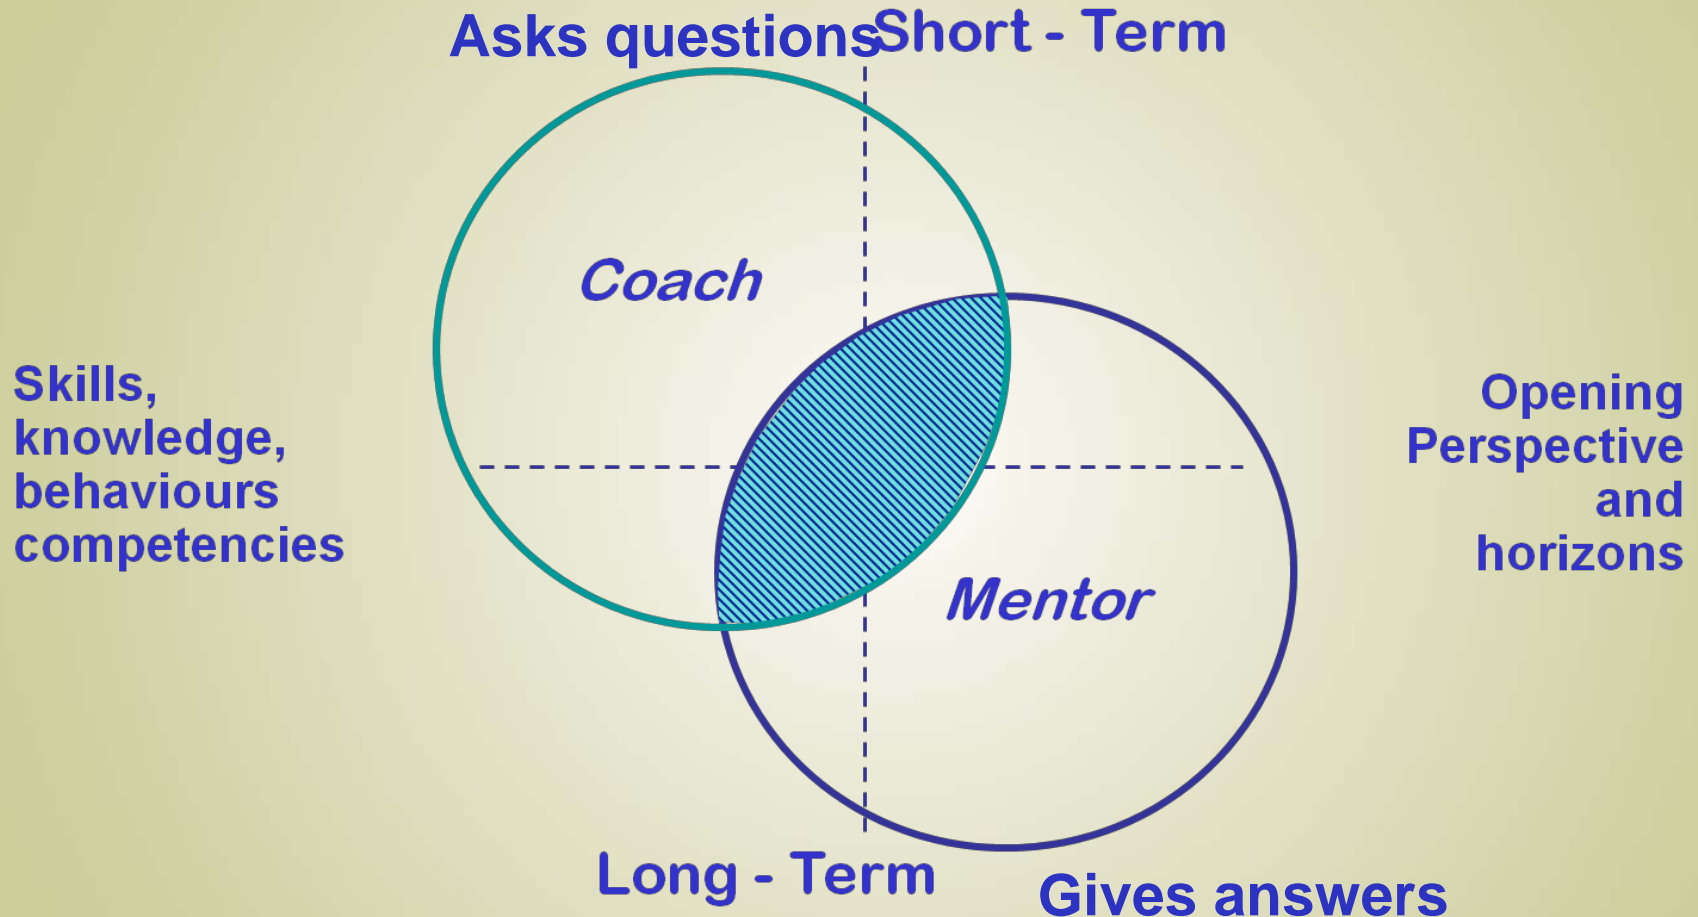 Asks questions
Short - Term
Coach
Skills,
knowledge,
behaviours
competencies
Opening
Perspective
and
horizons
Mentor
Long - Term
Gives answers